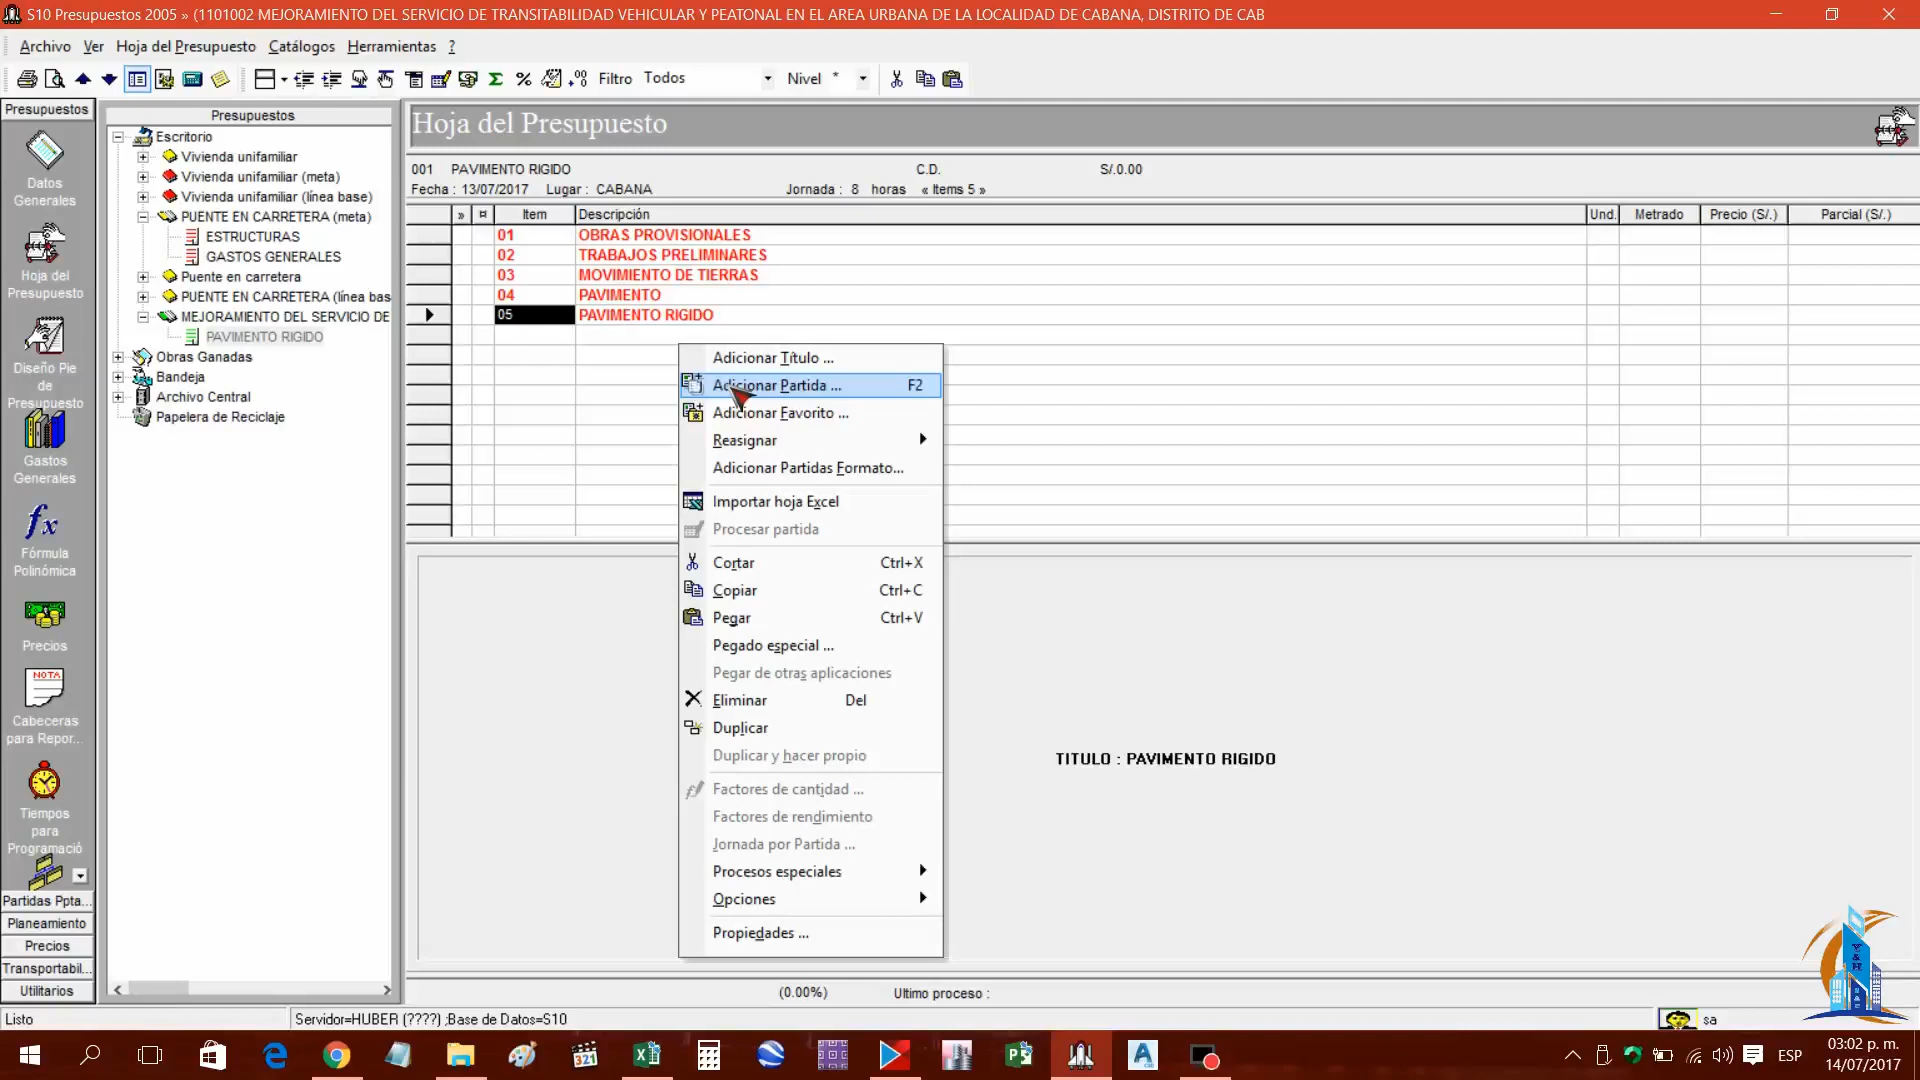 S10 Presupuestos 2005 » (1101002 MEJORAMIENTO DEL SERVICIO DE TRANSITABILIDAD VEHICULAR Y PEATONAL EN EL AREA URBANA DE LA LOCALIDAD DE CABANA, DISTRITO DE CAB
Archivo Ver Hoja del Presupuesto Catálogos Herramientas ?
Filtro Todos Nivel *
Presupuestos
Datos Generales
Hoja del Presupuesto
Diseño Pie de Presupuesto
Gastos Generales
fx
Fórmula Polinómica
Precios
NOTA
Cabeceras para Repor...
Tiempos para Programació
Partidas Ppta...
Planeamiento
Precios
Transportabil...
Utilitarios
Presupuestos
Escritorio
Vivienda unifamiliar
Vivienda unifamiliar (meta)
Vivienda unifamiliar (línea base)
PUENTE EN CARRETERA (meta)
ESTRUCTURAS
GASTOS GENERALES
Puente en carretera
PUENTE EN CARRETERA (línea bas
MEJORAMIENTO DEL SERVICIO DE
PAVIMENTO RIGIDO
Obras Ganadas
Bandeja
Archivo Central
Papelera de Reciclaje
Hoja del Presupuesto
001 PAVIMENTO RIGIDO C.D. S/.0.00
Fecha : 13/07/2017 Lugar : CABANA Jornada : 8 horas « Items 5 »
» ¤ Item Descripción Und. Metrado Precio (S/.) Parcial (S/.)
01 OBRAS PROVISIONALES
02 TRABAJOS PRELIMINARES
03 MOVIMIENTO DE TIERRAS
04 PAVIMENTO
05 PAVIMENTO RIGIDO
Adicionar Título ...
Adicionar Partida ... F2
Adicionar Favorito ...
Reasignar
Adicionar Partidas Formato...
Importar hoja Excel
Procesar partida
Cortar Ctrl+X
Copiar Ctrl+C
Pegar Ctrl+V
Pegado especial ...
Pegar de otras aplicaciones
Eliminar Del
Duplicar
Duplicar y hacer propio
Factores de cantidad ...
Factores de rendimiento
Jornada por Partida ...
Procesos especiales
Opciones
Propiedades ...
TITULO : PAVIMENTO RIGIDO
(0.00%) Ultimo proceso :
Listo Servidor=HUBER (????) ;Base de Datos=S10 sa
ESP 03:02 p. m.
14/07/2017